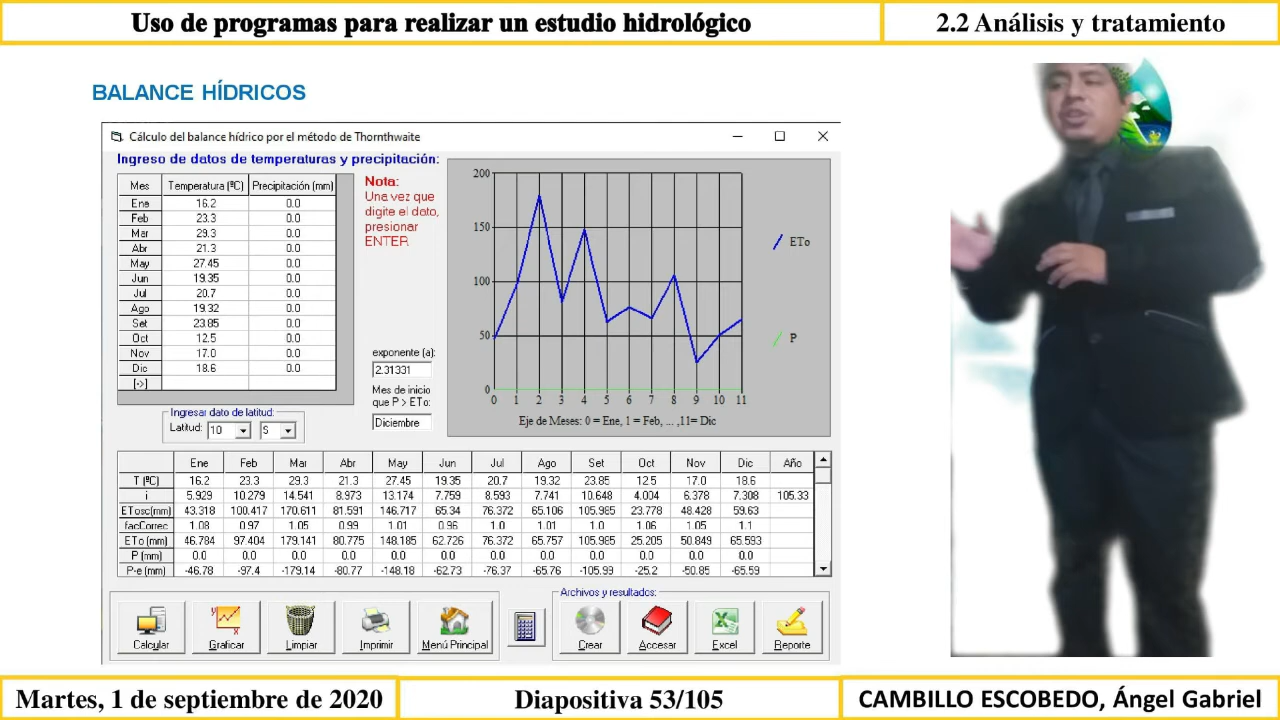 Uso de programas para realizar un estudio hidrológico
2.2 Análisis y tratamiento
BALANCE HÍDRICOS
Cálculo del balance hídrico por el método de Thornthwaite
Ingreso de datos de temperaturas y precipitación:
Mes Temperatura (ºC) Precipitación (mm)
Ene 16.2 0.0
Feb 23.3 0.0
Mar 29.3 0.0
Abr 21.3 0.0
May 27.45 0.0
Jun 19.35 0.0
Jul 20.7 0.0
Ago 19.32 0.0
Set 23.85 0.0
Oct 12.5 0.0
Nov 17.0 0.0
Dic 18.6 0.0
[->]
Nota:
Una vez que
digite el dato,
presionar
ENTER
exponente (a):
2.31331
Mes de inicio
que P > ETo:
Diciembre
Ingresar dato de latitud:
Latitud: 10 S
200
150
100
50
0
0 1 2 3 4 5 6 7 8 9 10 11
Eje de Meses: 0 = Ene, 1 = Feb, ... ,11= Dic
ETo
P
Ene Feb Mar Abr May Jun Jul Ago Set Oct Nov Dic Año
T (ºC) 16.2 23.3 29.3 21.3 27.45 19.35 20.7 19.32 23.85 12.5 17.0 18.6
i 5.929 10.279 14.541 8.973 13.174 7.759 8.593 7.741 10.648 4.004 6.378 7.308 105.33
ETosc(mm) 43.318 100.417 170.611 81.591 146.717 65.34 76.372 65.106 105.985 23.778 48.428 59.63
facCorrec 1.08 0.97 1.05 0.99 1.01 0.96 1.0 1.01 1.0 1.06 1.05 1.1
ETo (mm) 46.784 97.404 179.141 80.775 148.185 62.726 76.372 65.757 105.985 25.205 50.849 65.593
P (mm) 0.0 0.0 0.0 0.0 0.0 0.0 0.0 0.0 0.0 0.0 0.0 0.0
P-e (mm) -46.78 -97.4 -179.14 -80.77 -148.18 -62.73 -76.37 -65.76 -105.99 -25.2 -50.85 -65.59
Archivos y resultados:
Calcular Graficar Limpiar Imprimir Menú Principal Crear Accesar Excel Reporte
Martes, 1 de septiembre de 2020
Diapositiva 53/105
CAMBILLO ESCOBEDO, Ángel Gabriel